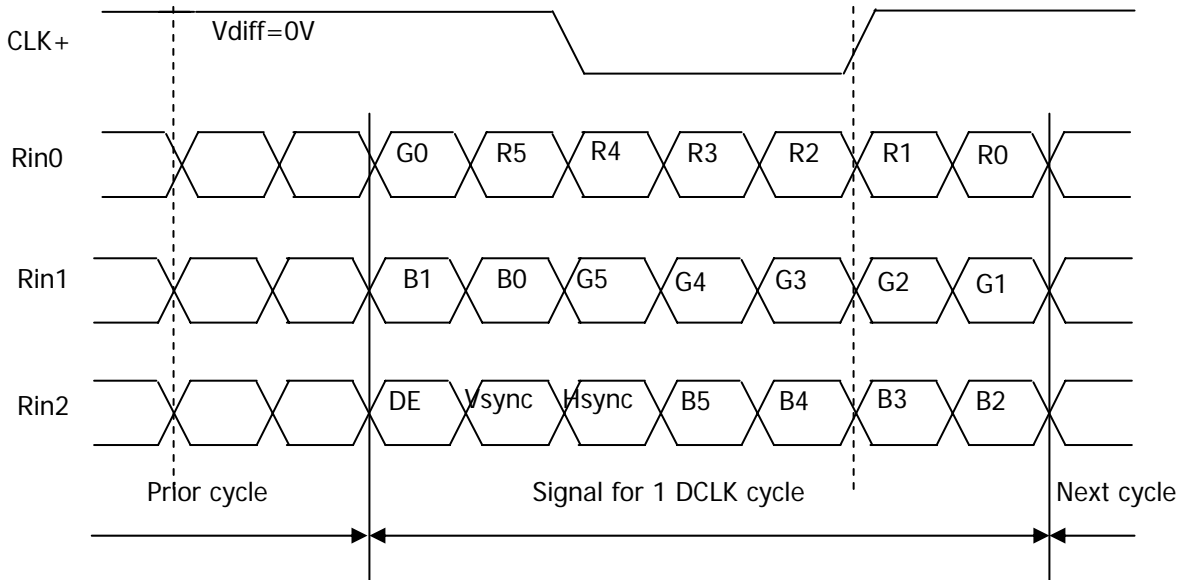 CLK+ Vdiff=0V
Rin0 G0 R5 R4 R3 R2 R1 R0
Rin1 B1 B0 G5 G4 G3 G2 G1
Rin2 DE Vsync Hsync B5 B4 B3 B2
Prior cycle Signal for 1 DCLK cycle Next cycle